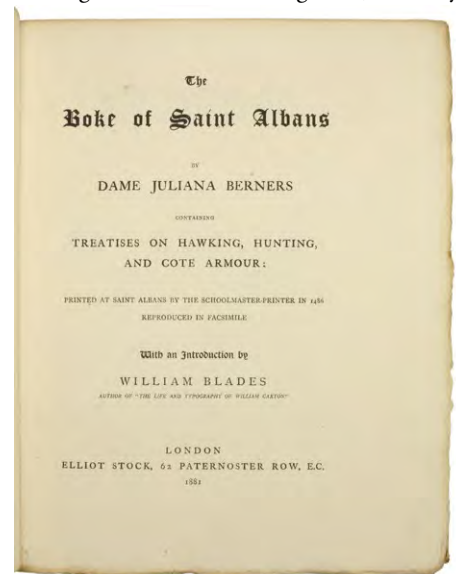 The
Boke of Saint Albans
BY
DAME JULIANA BERNERS
CONTAINING
TREATISES ON HAWKING, HUNTING,
AND COTE ARMOUR:
PRINTED AT SAINT ALBANS BY THE SCHOOLMASTER-PRINTER IN 1486
REPRODUCED IN FACSIMILE
With an Introduction by
WILLIAM BLADES
AUTHOR OF "THE LIFE AND TYPOGRAPHY OF WILLIAM CAXTON"
LONDON
ELLIOT STOCK, 62 PATERNOSTER ROW, E.C.
1881